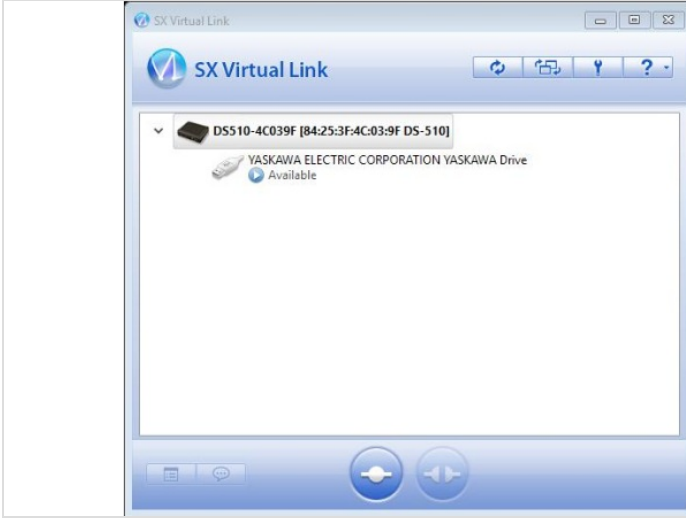 SX Virtual Link
SX Virtual Link
?
DS510-4C039F [84:25:3F:4C:03:9F DS-510]
YASKAWA ELECTRIC CORPORATION YASKAWA Drive
Available